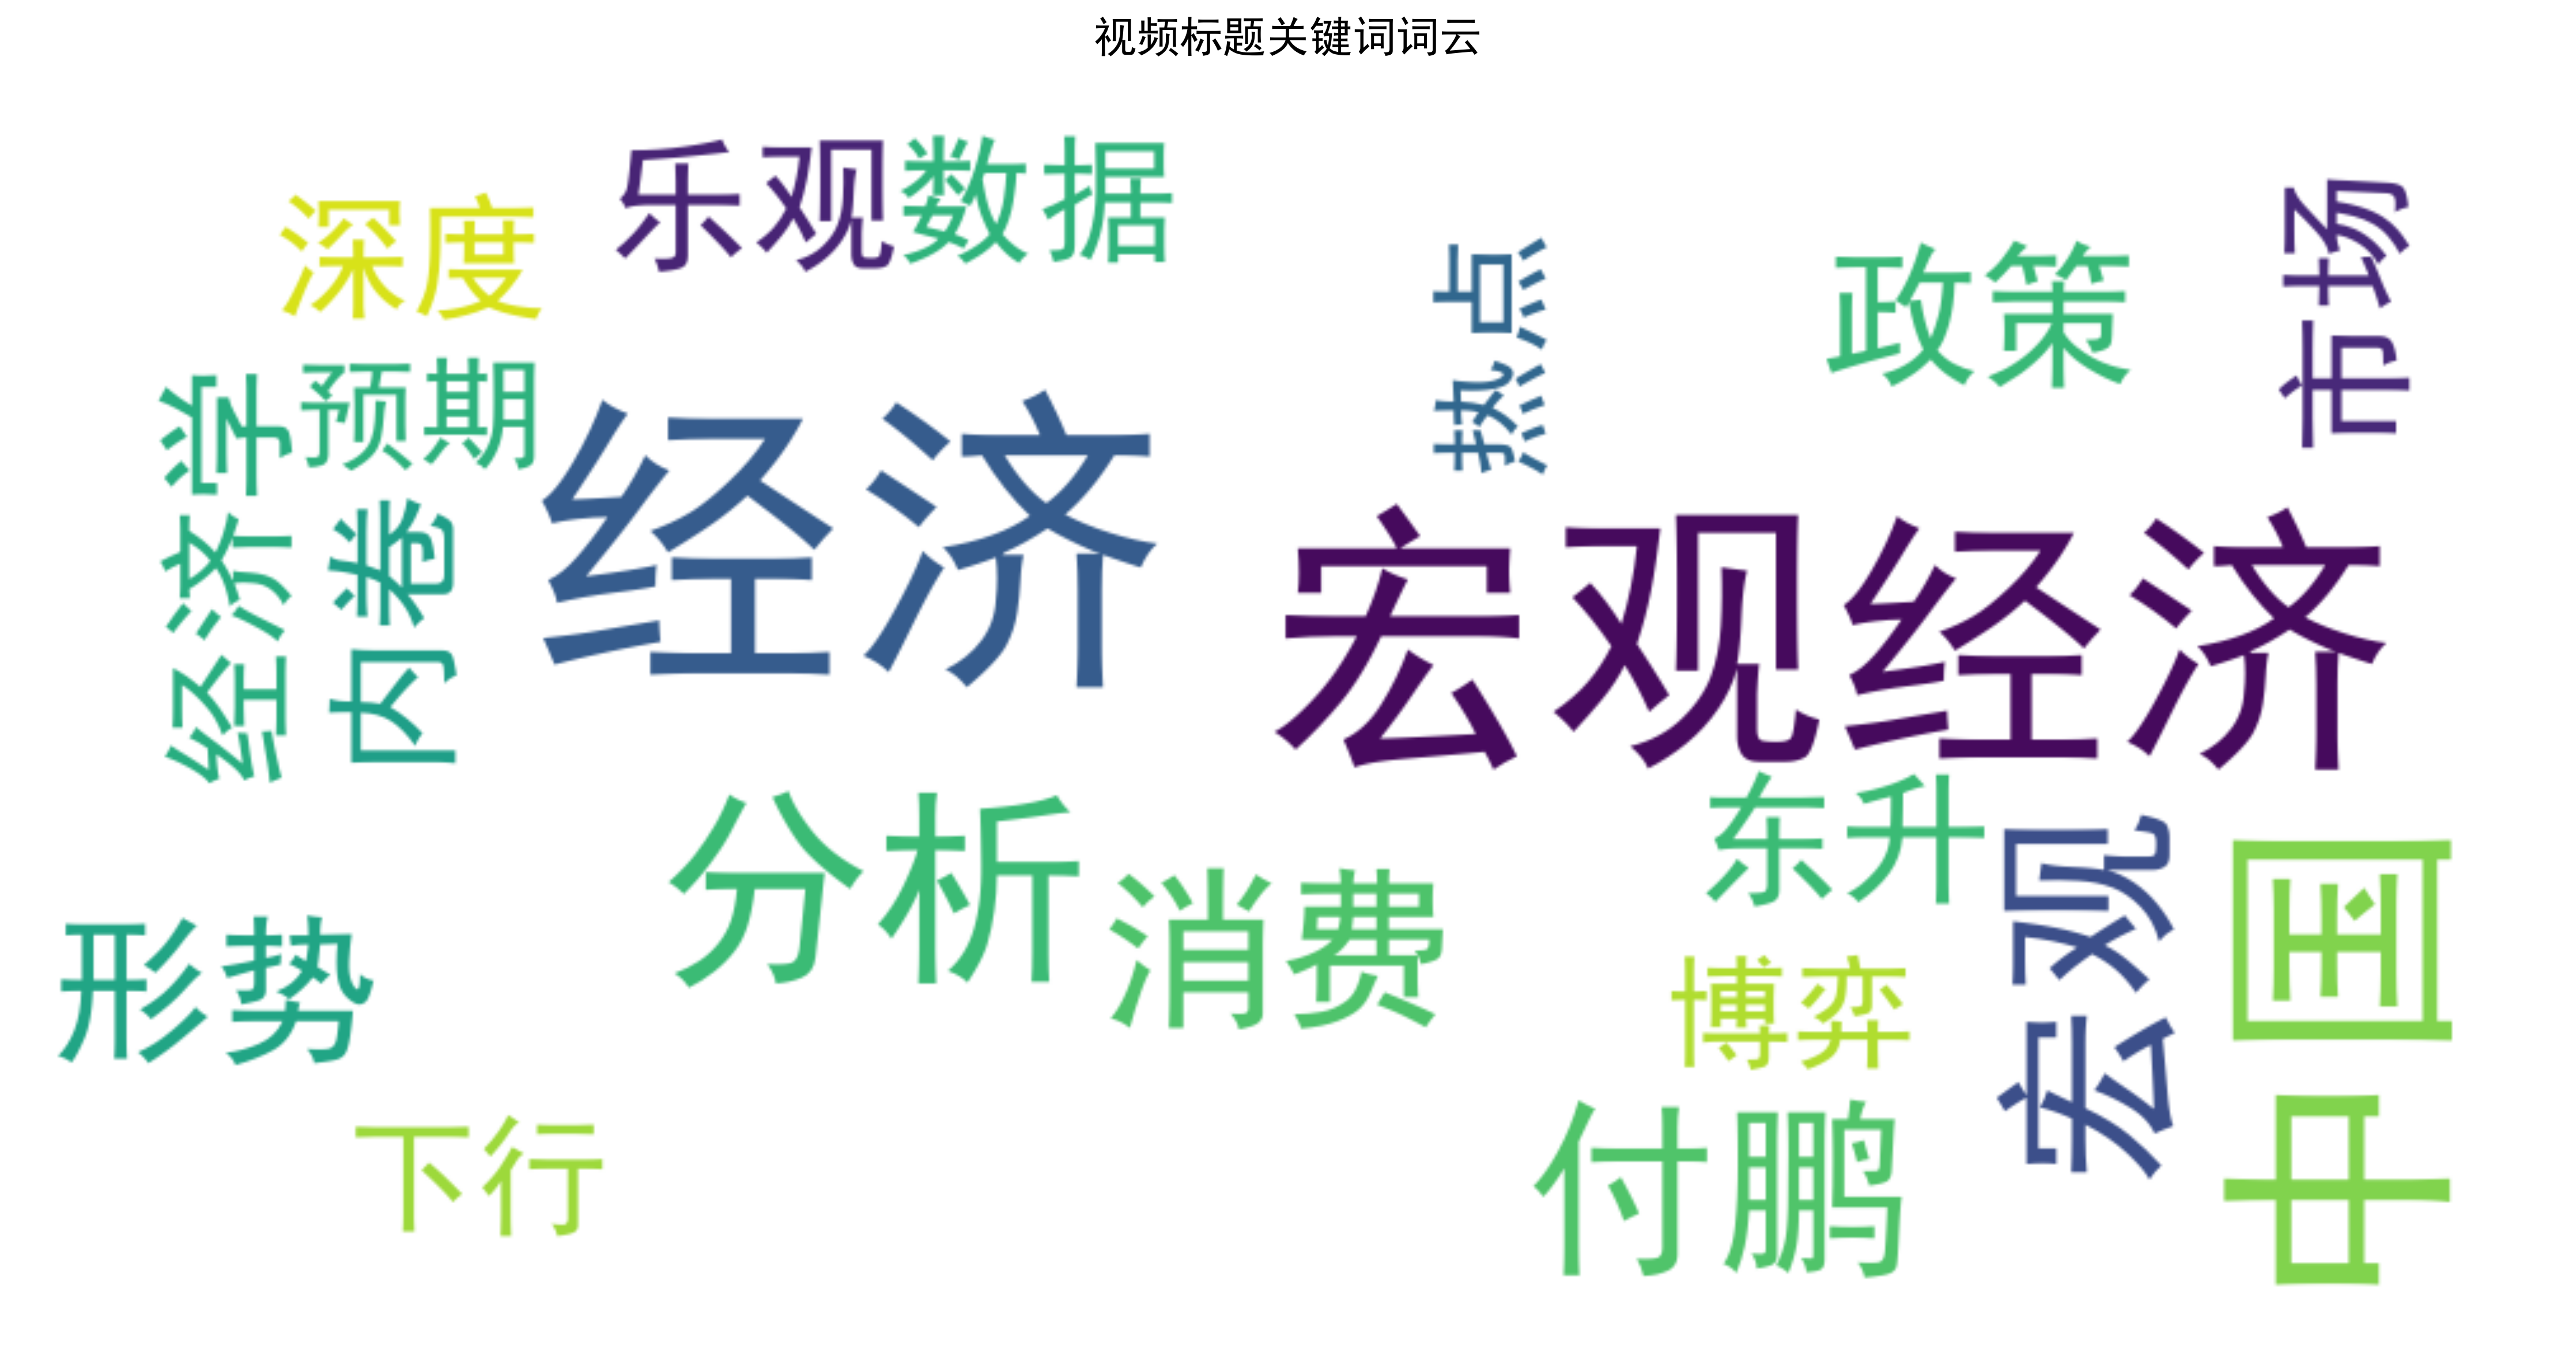 视频标题关键词词云
乐观
数据
深度
市场
热点
政策
预期
经济学
经济
内卷
宏观经济
东升
分析
宏观
中国
消费
形势
博弈
付鹏
下行